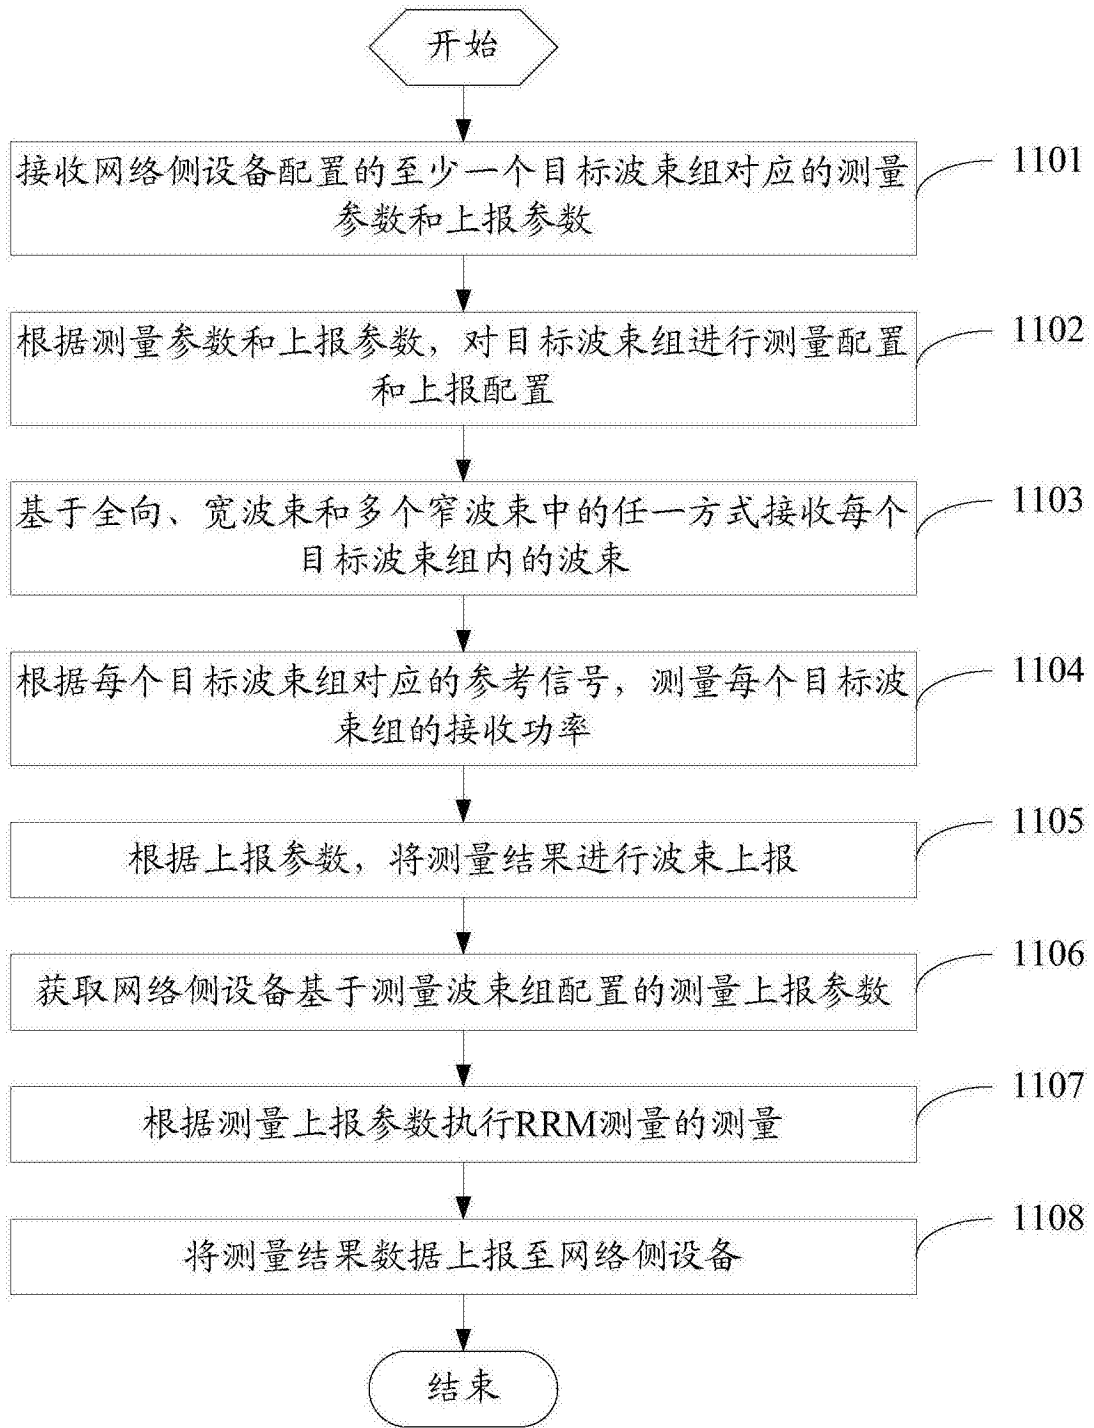 开始
接收网络侧设备配置的至少一个目标波束组对应的测量
参数和上报参数
1101
根据测量参数和上报参数，对目标波束组进行测量配置
和上报配置
1102
基于全向、宽波束和多个窄波束中的任一方式接收每个
目标波束组内的波束
1103
根据每个目标波束组对应的参考信号，测量每个目标波
束组的接收功率
1104
根据上报参数，将测量结果进行波束上报
1105
获取网络侧设备基于测量波束组配置的测量上报参数
1106
根据测量上报参数执行RRM测量的测量
1107
将测量结果数据上报至网络侧设备
1108
结束